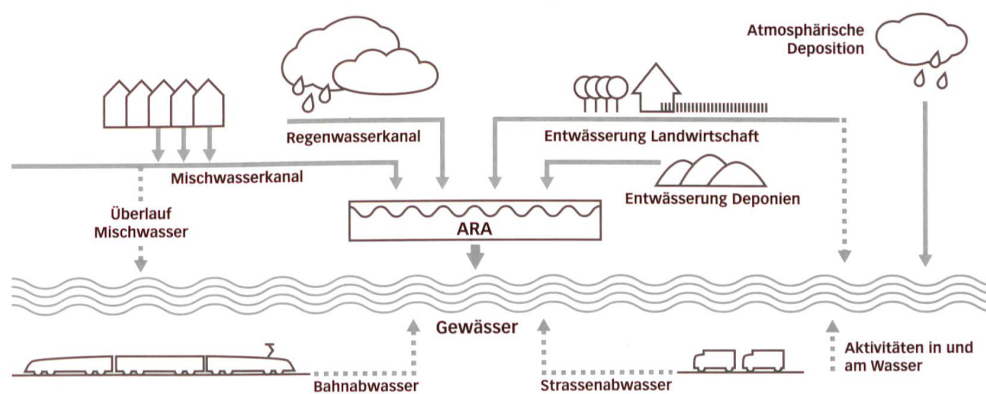 Atmosphärische
Deposition
Regenwasserkanal
Entwässerung Landwirtschaft
Mischwasserkanal
Entwässerung Deponien
Überlauf
Mischwasser
ARA
Gewässer
Aktivitäten in und
am Wasser
Bahnabwasser
Strassenabwasser